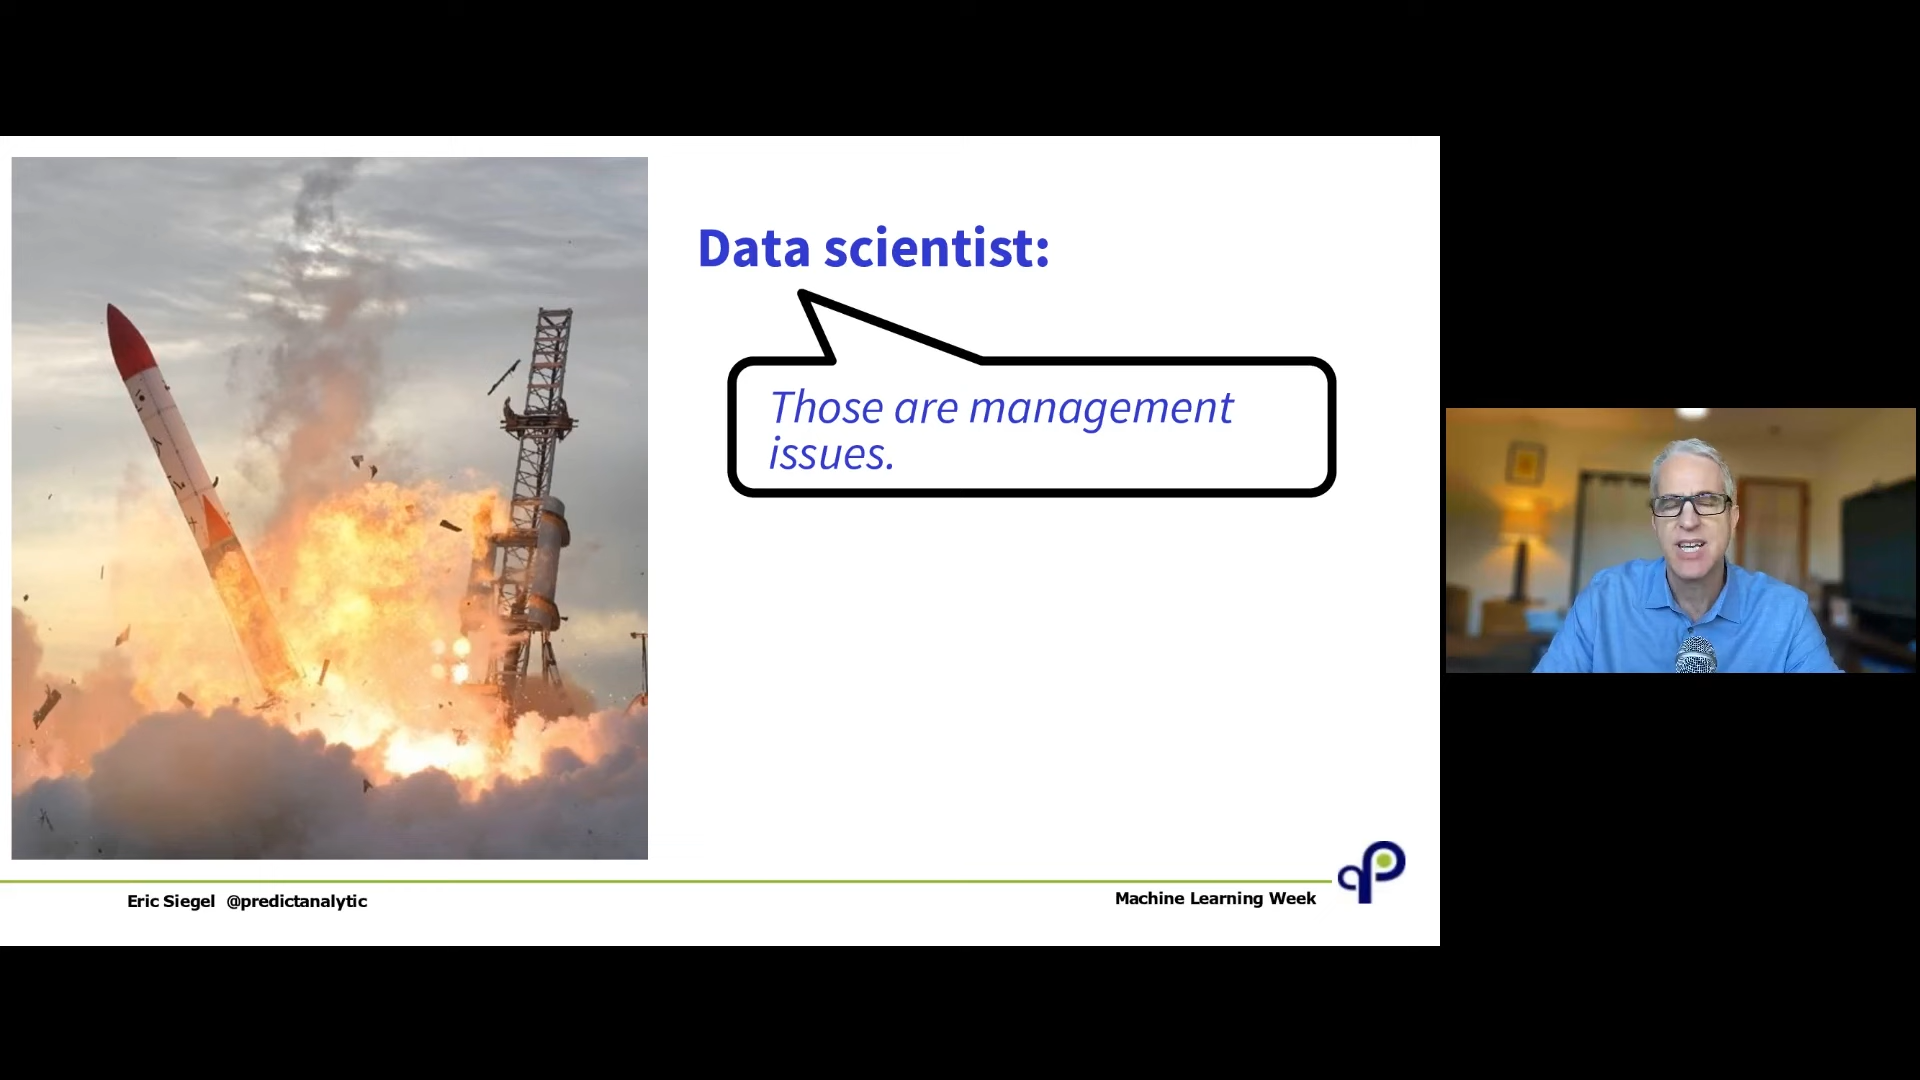 Data scientist:
Those are management
issues.
Eric Siegel @predictanalytic
Machine Learning Week